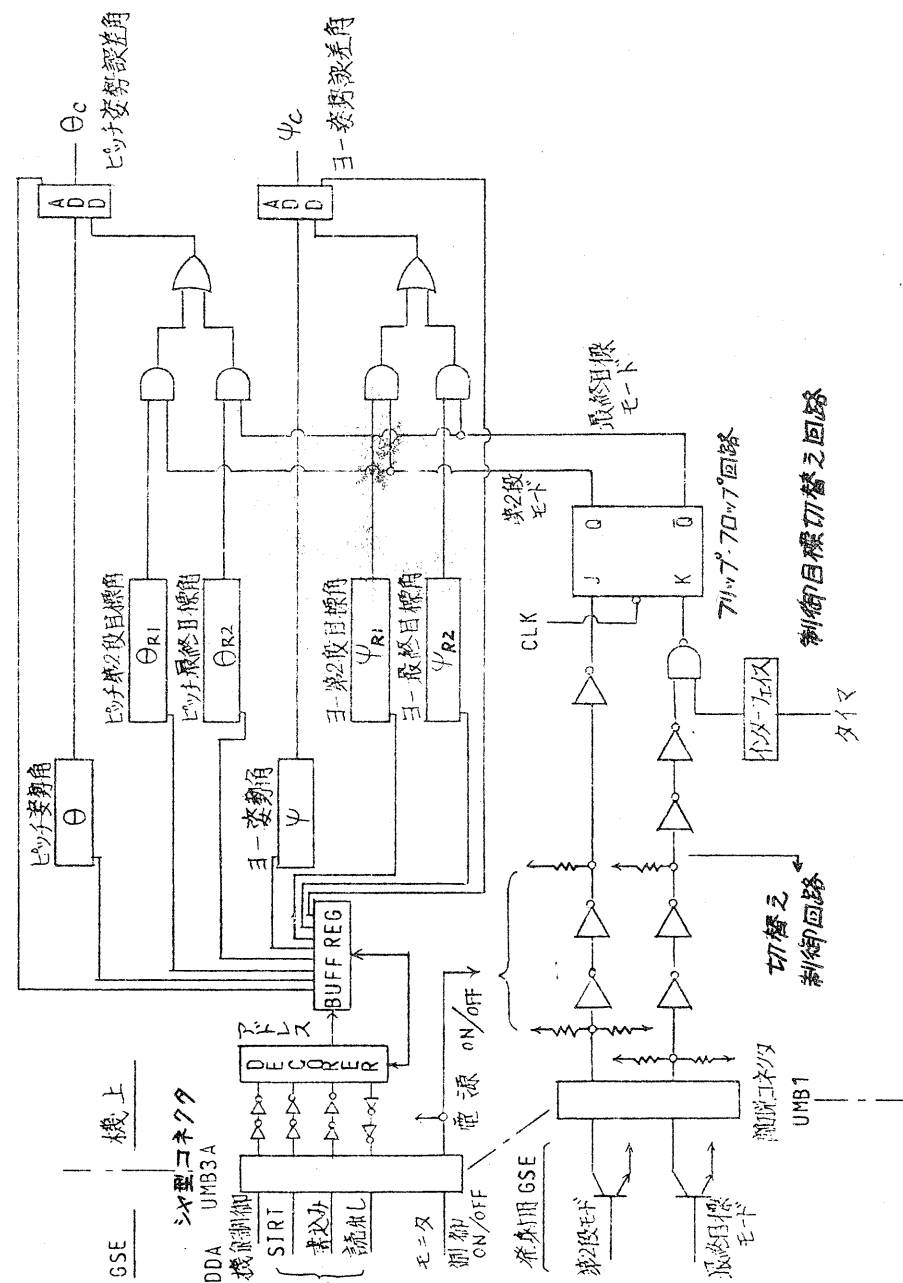 GSE
機上
シャ型コネクタ
UMB3A
DDA
機能制御
STRT
書込み
読出し
モニタ
制御
ON/OFF
DECORER
アドレス
BUFF REG
電源 ON/OFF
ピッチ姿勢角
θ
ピッチ第2段目標角
θR1
ピッチ最終目標角
θR2
ヨー姿勢角
ψ
ヨー第2段目標角
ψR1
ヨー最終目標角
ψR2
ADD
θC
ピッチ姿勢誤差角
ADD
ψC
ヨー姿勢誤差角
発射用GSE
第2段モード
最終目標
モード
コネクタ
UMB1
切替え
制御回路
CLK
J
Q
K
Q̄
第2段
モード
最終目標
モード
フリップ・フロップ回路
インターフェイス
タイマ
制御目標切替え回路